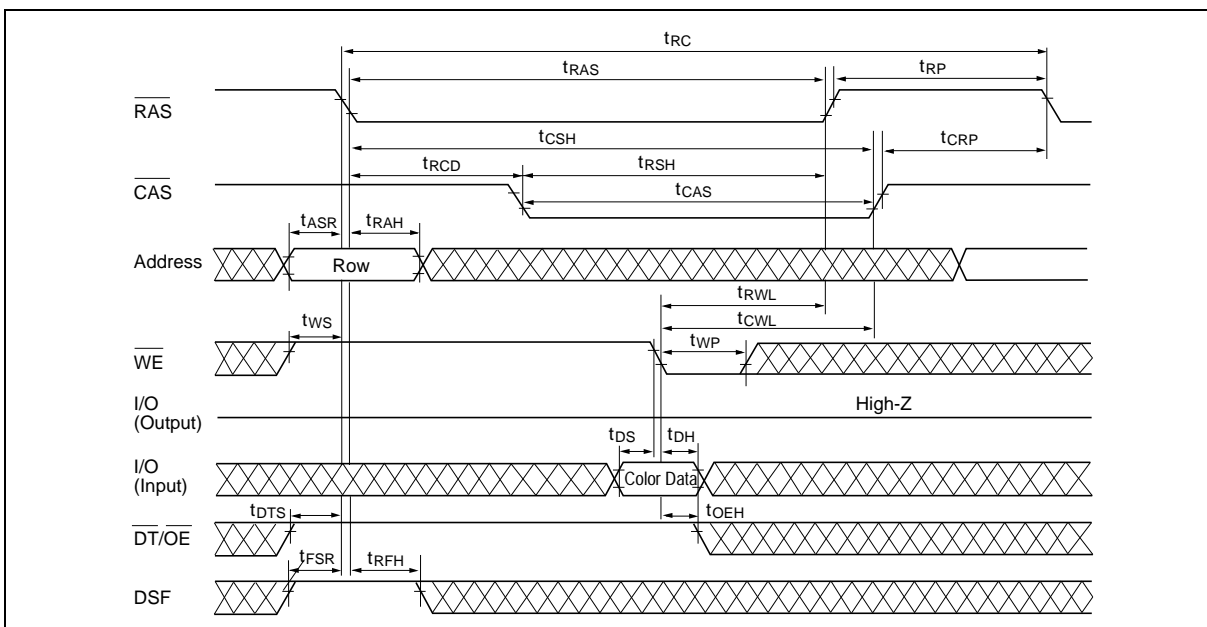 tRC
tRAS
tRP
RAS
tCSH
tCRP
tRCD
tRSH
CAS
tCAS
tASR
tRAH
Address
Row
tRWL
tCWL
tWS
tWP
WE
I/O
(Output)
High-Z
tDS
tDH
I/O
(Input)
Color Data
tDTS
tOEH
DT/OE
tFSR
tRFH
DSF